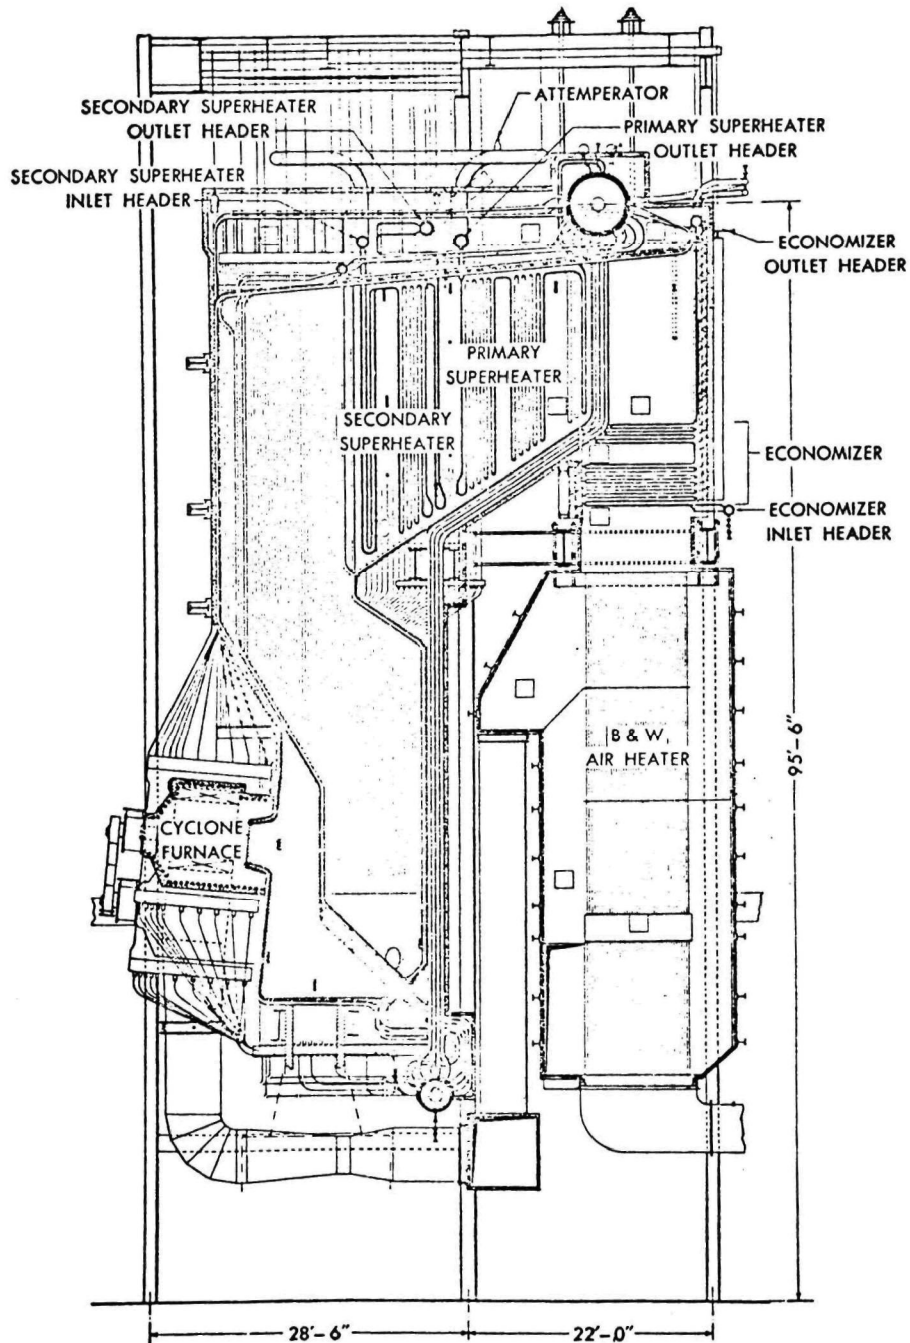 SECONDARY SUPERHEATER
OUTLET HEADER
ATTEMPERATOR
PRIMARY SUPERHEATER
OUTLET HEADER
SECONDARY SUPERHEATER
INLET HEADER
ECONOMIZER
OUTLET HEADER
PRIMARY
SUPERHEATER
SECONDARY
SUPERHEATER
ECONOMIZER
ECONOMIZER
INLET HEADER
B & W
AIR HEATER
95'-6"
CYCLONE
FURNACE
28'-6"
22'-0"